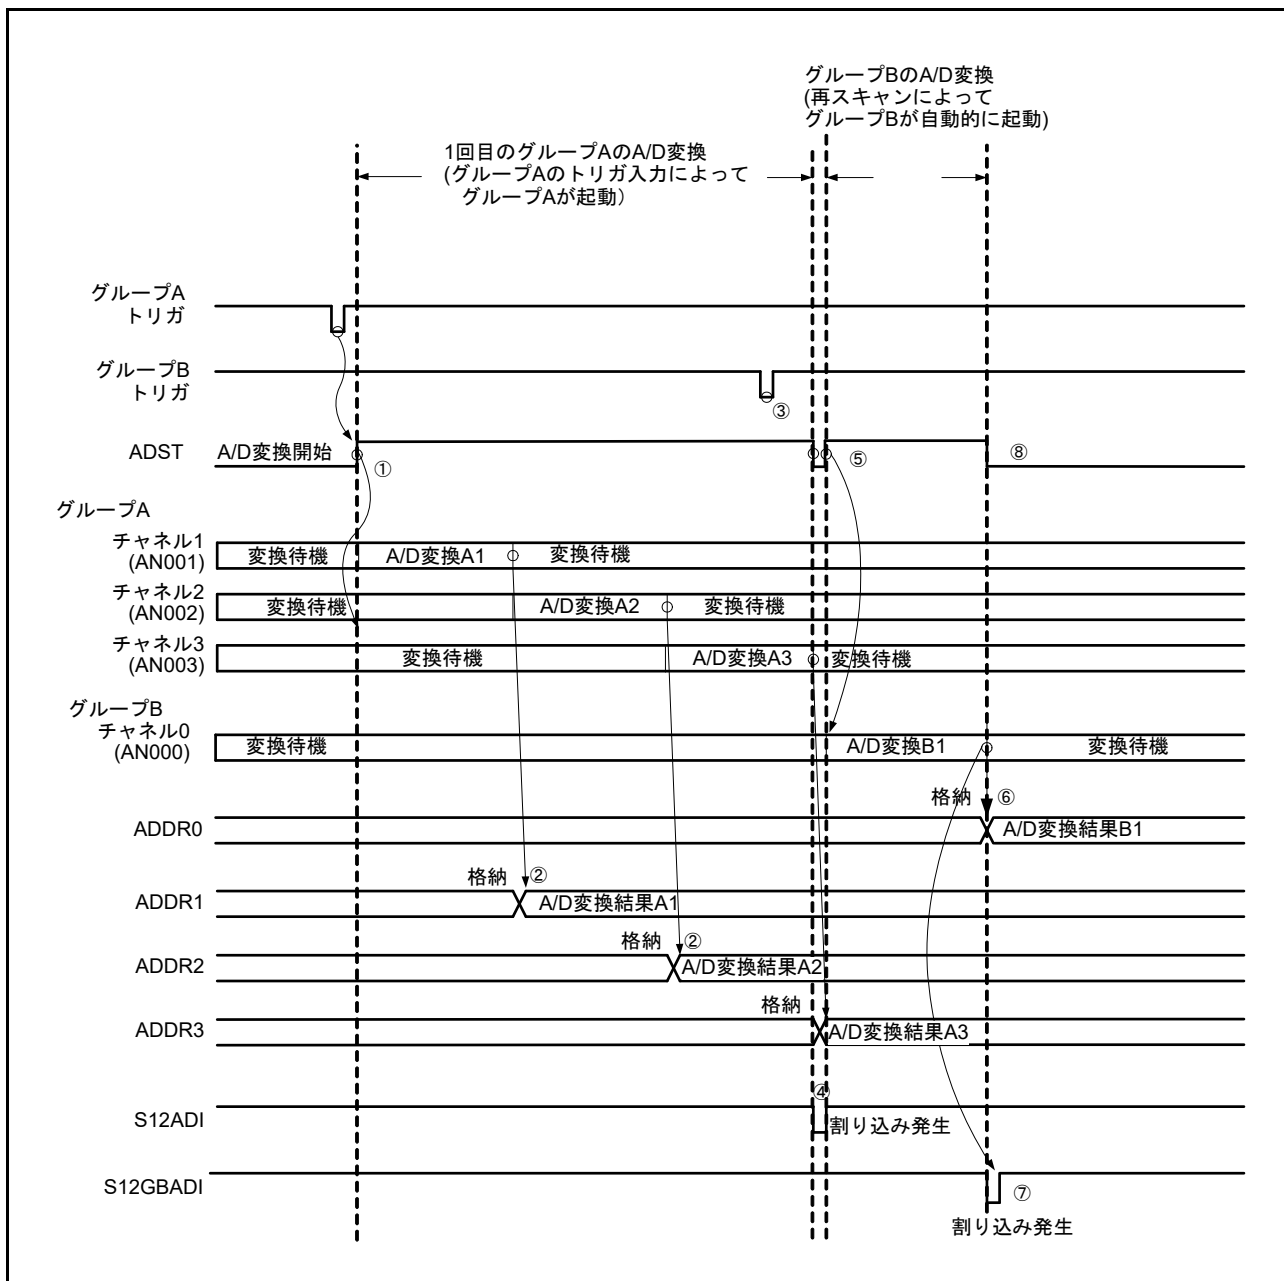 グループBのA/D変換
(再スキャンによって
グループBが自動的に起動)
1回目のグループAのA/D変換
(グループAのトリガ入力によって
グループAが起動）
グループA
トリガ
グループB
トリガ
③
ADST
A/D変換開始
①
⑤
⑧
グループA
チャネル1
(AN001)
変換待機
A/D変換A1
変換待機
チャネル2
(AN002)
変換待機
A/D変換A2
変換待機
チャネル3
(AN003)
変換待機
A/D変換A3
変換待機
グループB
チャネル0
(AN000)
変換待機
A/D変換B1
変換待機
格納
⑥
ADDR0
A/D変換結果B1
格納
②
ADDR1
A/D変換結果A1
格納
②
ADDR2
A/D変換結果A2
格納
ADDR3
A/D変換結果A3
④
S12ADI
割り込み発生
S12GBADI
⑦
割り込み発生